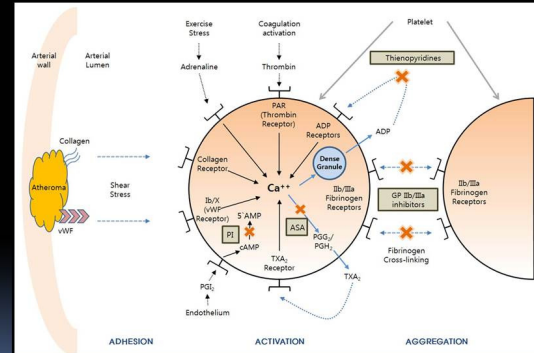 Exercise
Stress
Coagulation
activation
Platelet
Arterial
wall
Arterial
Lumen
Adrenaline
Thrombin
Thienopyridines
PAR
(Thrombin
Receptor)
ADP
Receptors
ADP
Collagen
Collagen
Receptor
Dense
Granule
Atheroma
Shear
Stress
Ca++
IIb/IIIa
Fibrinogen
Receptors
GP IIb/IIIa
inhibitors
IIb/IIIa
Fibrinogen
Receptors
vWF
Ib/X
(vWF
Receptor)
5`AMP
PI
cAMP
ASA
PGG2/
PGH2
TXA2
Receptor
Fibrinogen
Cross-linking
TXA2
PGI2
Endothelium
ADHESION
ACTIVATION
AGGREGATION